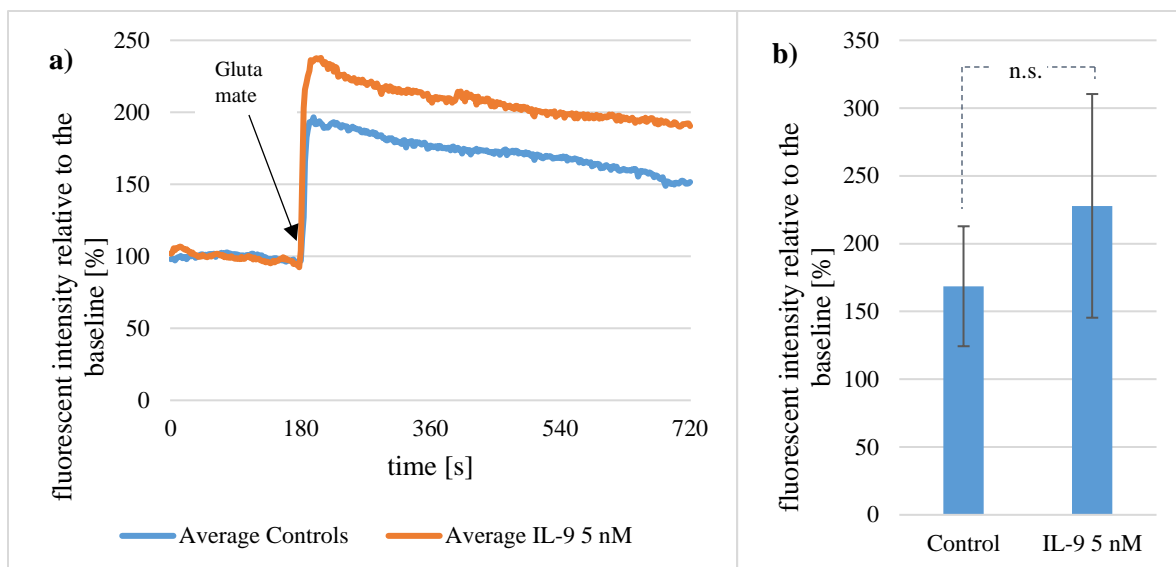 a)
fluorescent intensity relative to the
baseline [%]
250
200
150
100
50
0
Gluta
mate
0 180 360 540 720
time [s]
Average Controls Average IL-9 5 nM
b)
fluorescent intensity relative to the
baseline [%]
350
300
250
200
150
100
50
0
n.s.
Control IL-9 5 nM